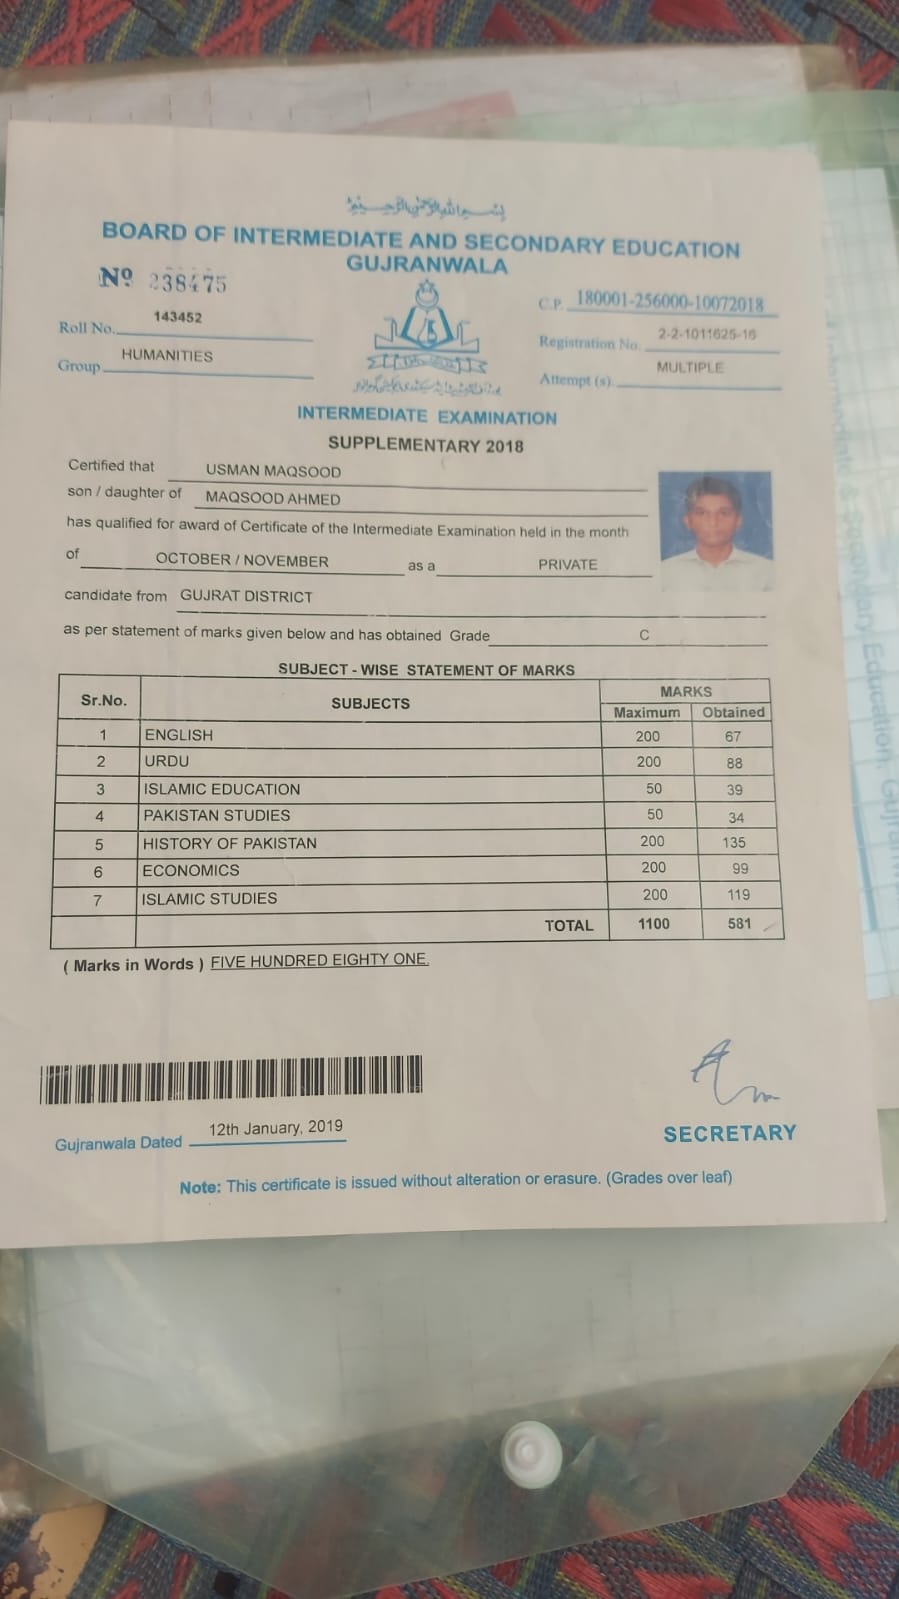 بسم اللہ الرحمن الرحیم
BOARD OF INTERMEDIATE AND SECONDARY EDUCATION
GUJRANWALA
Nº 238475
C.P. 180001-256000-10072018
Roll No. 143452
Registration No. 2-2-1011625-16
Group HUMANITIES
Attempt (s). MULTIPLE
INTERMEDIATE EXAMINATION
SUPPLEMENTARY 2018
Certified that USMAN MAQSOOD
son / daughter of MAQSOOD AHMED
has qualified for award of Certificate of the Intermediate Examination held in the month
of OCTOBER / NOVEMBER as a PRIVATE
candidate from GUJRAT DISTRICT
as per statement of marks given below and has obtained Grade C
SUBJECT - WISE STATEMENT OF MARKS
Sr.No. SUBJECTS MARKS
Maximum Obtained
1 ENGLISH 200 67
2 URDU 200 88
3 ISLAMIC EDUCATION 50 39
4 PAKISTAN STUDIES 50 34
5 HISTORY OF PAKISTAN 200 135
6 ECONOMICS 200 99
7 ISLAMIC STUDIES 200 119
TOTAL 1100 581
( Marks in Words ) FIVE HUNDRED EIGHTY ONE.
Gujranwala Dated 12th January, 2019
SECRETARY
Note: This certificate is issued without alteration or erasure. (Grades over leaf)